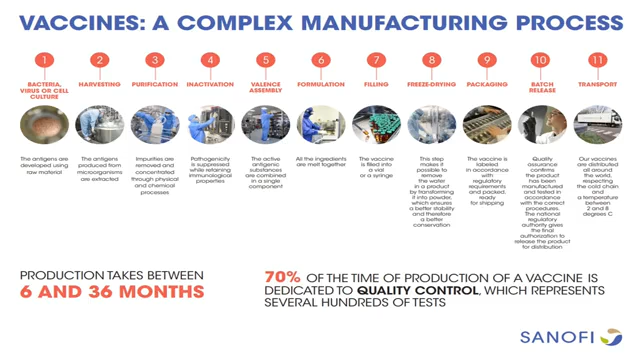 VACCINES: A COMPLEX MANUFACTURING PROCESS
1
BACTERIA,
VIRUS OR CELL
CULTURE
The antigens are
developed using
raw material
2
HARVESTING
The antigens
produced from
microorganisms
are extracted
3
PURIFICATION
Impurities are
removed and
concentrated
through physical
and chemical
processes
4
INACTIVATION
Pathogenicity
is suppressed
while retaining
immunological
properties
5
VALENCE
ASSEMBLY
The active
antigenic
substances
are combined
in a single
component
6
FORMULATION
All the ingredients
are melt together
7
FILLING
The vaccine
is filled into
a vial
or a syringe
8
FREEZE-DRYING
This step
makes it
possible to
remove
the water
in a product
by transforming
it into powder,
which ensures
a better stability
and therefore
a better
conservation
9
PACKAGING
The vaccine is
labeled
in accordance
with
regulatory
requirements
and packed,
ready
for shipping
10
BATCH
RELEASE
Quality
assurance
confirms
the product
has been
manufactured
and tested in
accordance
with the correct
procedures.
The national
regulatory
authority gives
the final
authorization to
release the product
for distribution
11
TRANSPORT
Our vaccines
are distributed
all around
the world,
respecting
the cold chain
and
a temperature
between
2 and 8
degrees C
PRODUCTION TAKES BETWEEN
6 AND 36 MONTHS
70% OF THE TIME OF PRODUCTION OF A VACCINE IS
DEDICATED TO QUALITY CONTROL, WHICH REPRESENTS
SEVERAL HUNDREDS OF TESTS
SANOFI